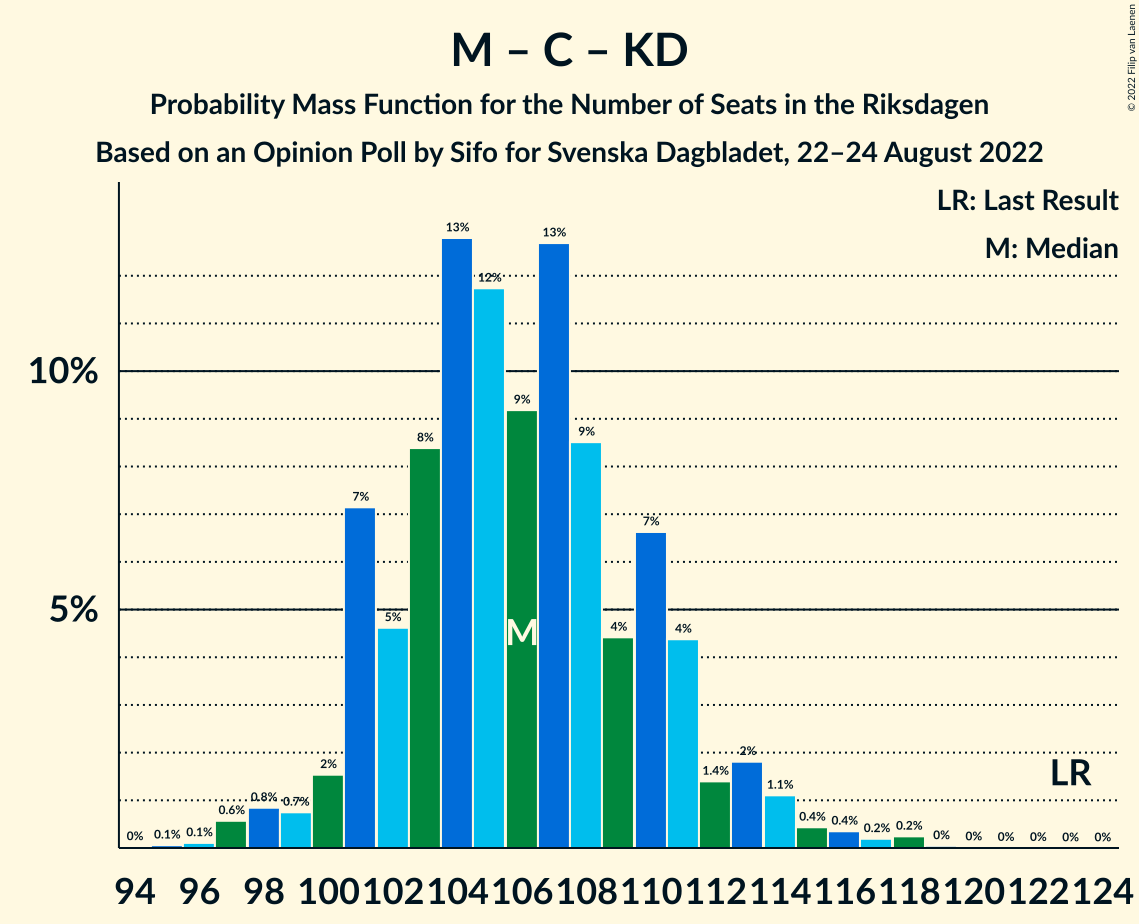 © 2022 Filip van Laenen
M – C – KD
Probability Mass Function for the Number of Seats in the Riksdagen
Based on an Opinion Poll by Sifo for Svenska Dagbladet, 22–24 August 2022
LR: Last Result
M: Median
10%
5%
0% 0.1% 0.1% 0.6% 0.8% 0.7% 2% 7% 5% 8% 13% 12% 9% 13% 9% 4% 7% 4% 1.4% 2% 1.1% 0.4% 0.4% 0.2% 0.2% 0% 0% 0% 0% 0% 0%
M
LR
94 96 98 100 102 104 106 108 110 112 114 116 118 120 122 124